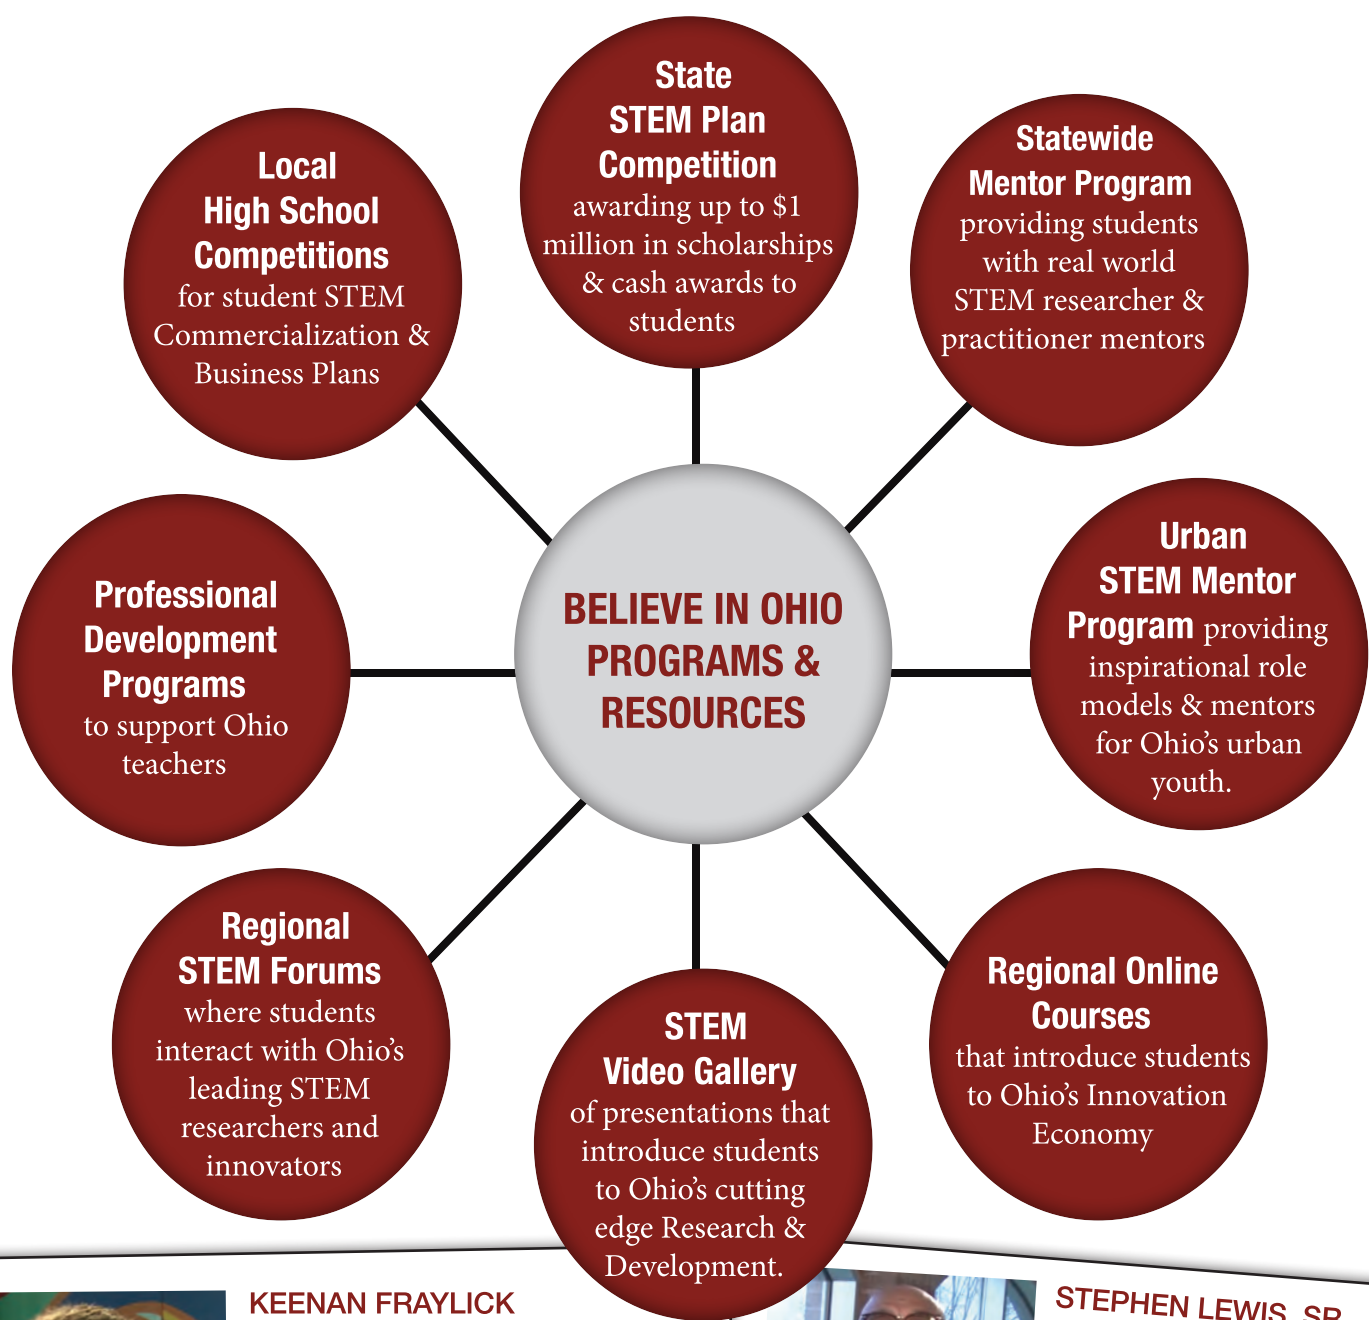 State
STEM Plan
Competition
awarding up to $1
million in scholarships
& cash awards to
students
Statewide
Mentor Program
providing students
with real world
STEM researcher &
practitioner mentors
Urban
STEM Mentor
Program providing
inspirational role
models & mentors
for Ohio’s urban
youth.
Regional Online
Courses
that introduce students
to Ohio’s Innovation
Economy
STEM
Video Gallery
of presentations that
introduce students
to Ohio’s cutting
edge Research &
Development.
Regional
STEM Forums
where students
interact with Ohio’s
leading STEM
researchers and
innovators
Professional
Development
Programs
to support Ohio
teachers
Local
High School
Competitions
for student STEM
Commercialization &
Business Plans
BELIEVE IN OHIO
PROGRAMS &
RESOURCES
KEENAN FRAYLICK
STEPHEN LEWIS, SR